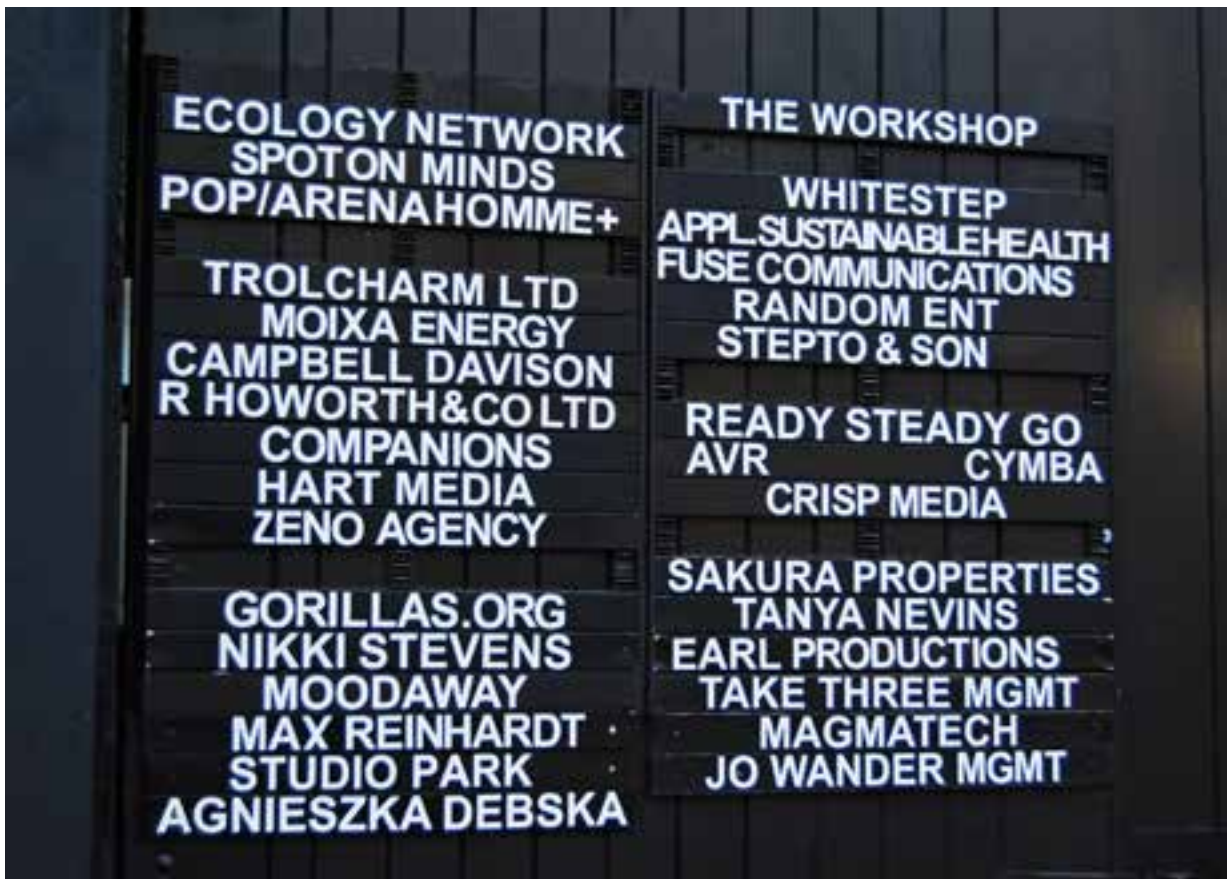 ECOLOGY NETWORK
SPOTON MINDS
POP/ARENAHOMME+
TROLCHARM LTD
MOIXA ENERGY
CAMPBELL DAVISON
R HOWORTH&CO LTD
COMPANIONS
HART MEDIA
ZENO AGENCY
GORILLAS.ORG
NIKKI STEVENS
MOODAWAY
MAX REINHARDT
STUDIO PARK
AGNIESZKA DEBSKA
THE WORKSHOP
WHITESTEP
APPL.SUSTAINABLEHEALTH
FUSE COMMUNICATIONS
RANDOM ENT
STEPTO & SON
READY STEADY GO
AVR CYMBA
CRISP MEDIA
SAKURA PROPERTIES
TANYA NEVINS
EARL PRODUCTIONS
TAKE THREE MGMT
MAGMATECH
JO WANDER MGMT